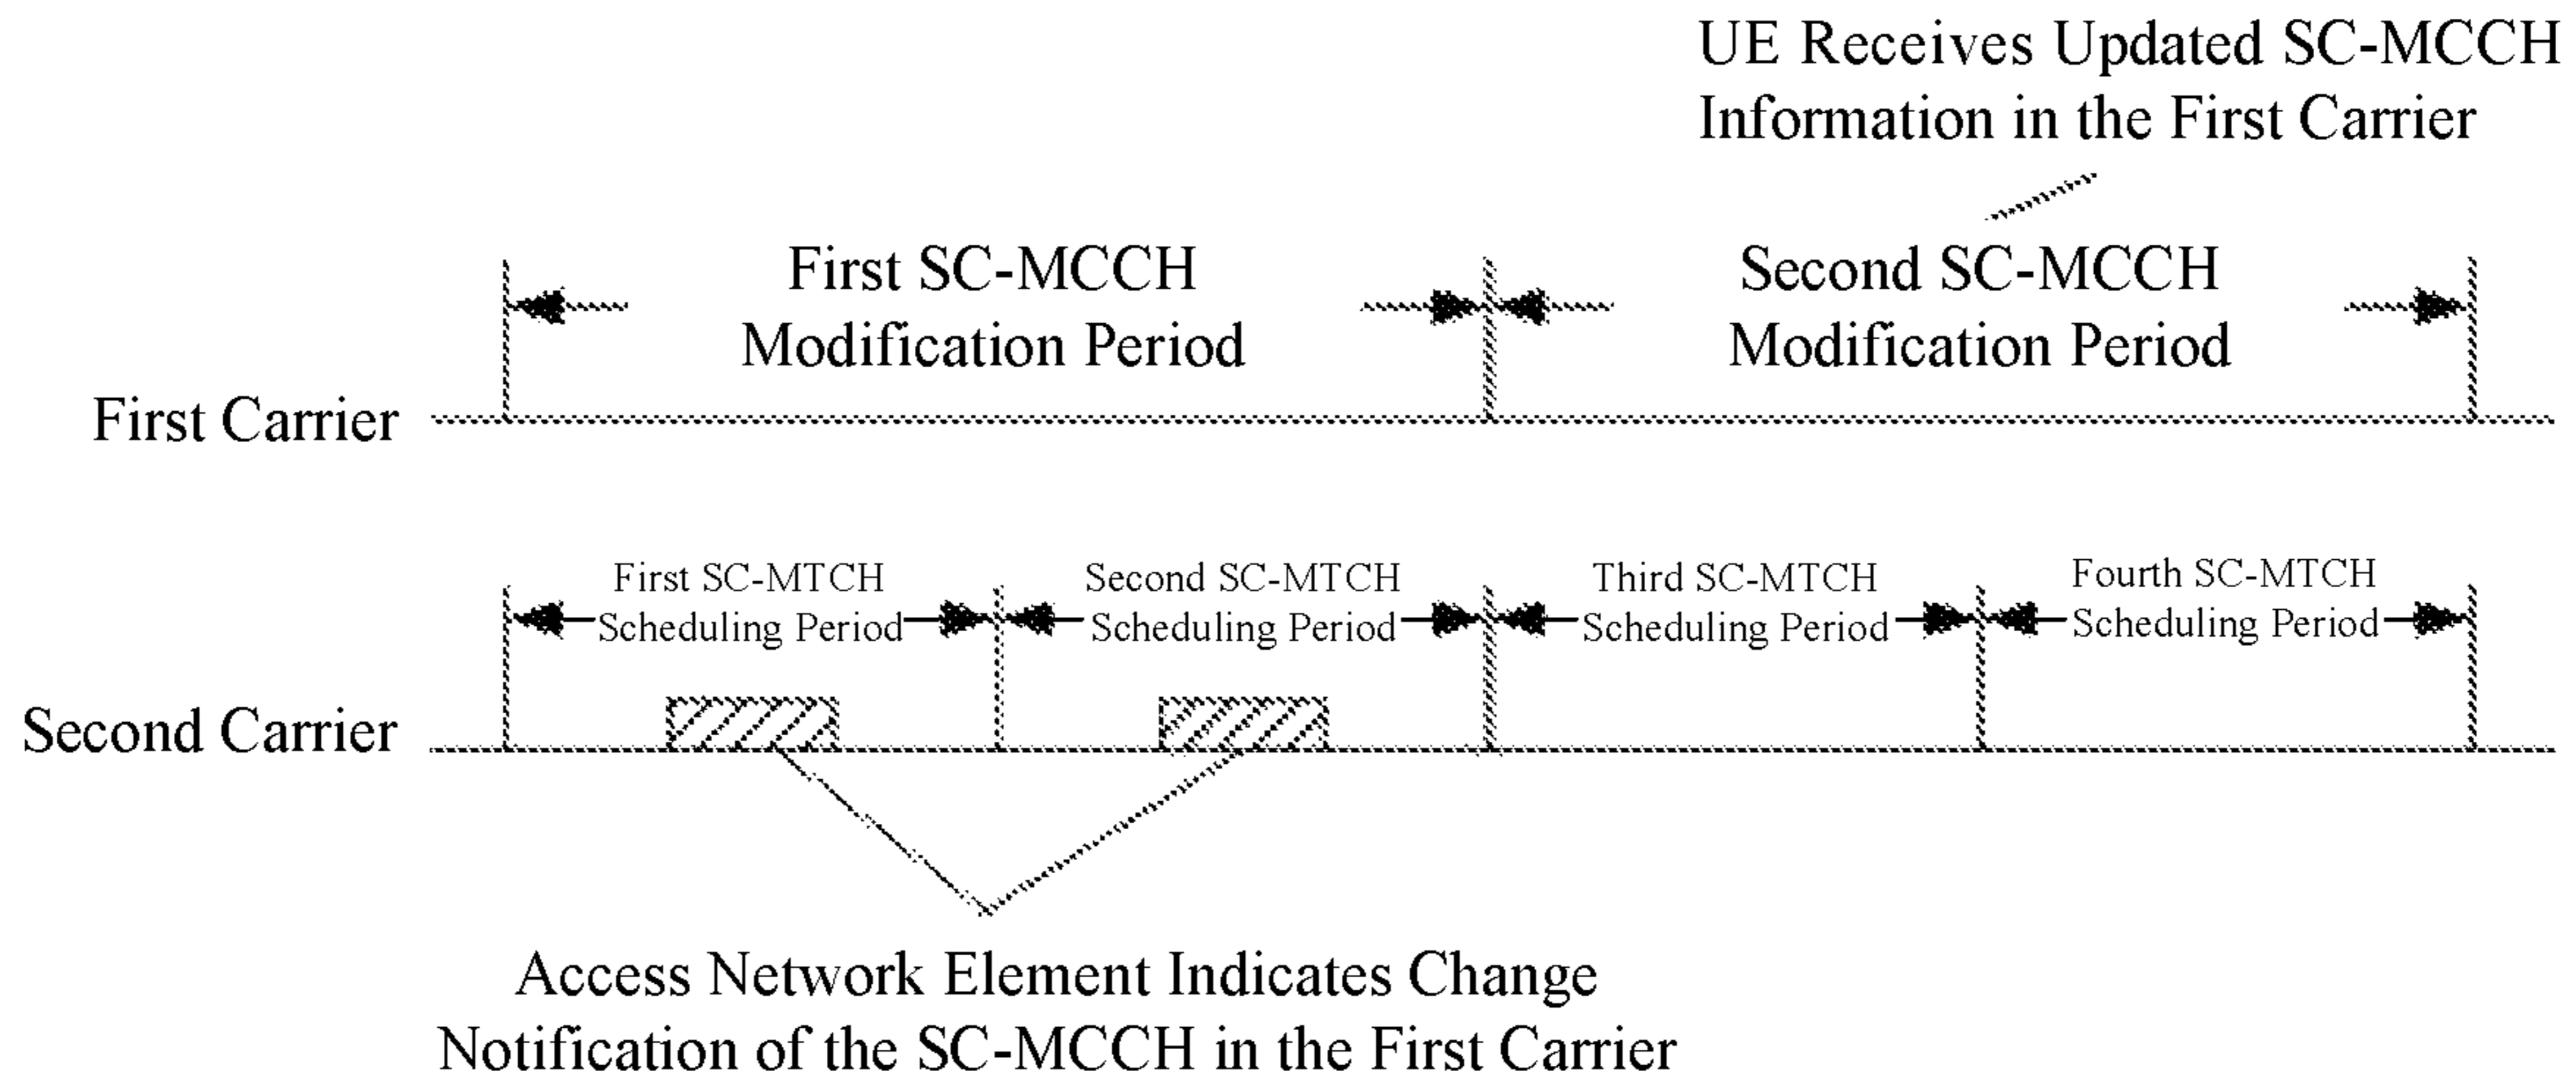 UE Receives Updated SC-MCCH
Information in the First Carrier
First SC-MCCH
Modification Period
Second SC-MCCH
Modification Period
First Carrier
First SC-MTCH
Scheduling Period
Second SC-MTCH
Scheduling Period
Third SC-MTCH
Scheduling Period
Fourth SC-MTCH
Scheduling Period
Second Carrier
Access Network Element Indicates Change
Notification of the SC-MCCH in the First Carrier